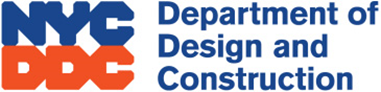 NYC
DDC
Department of
Design and
Construction